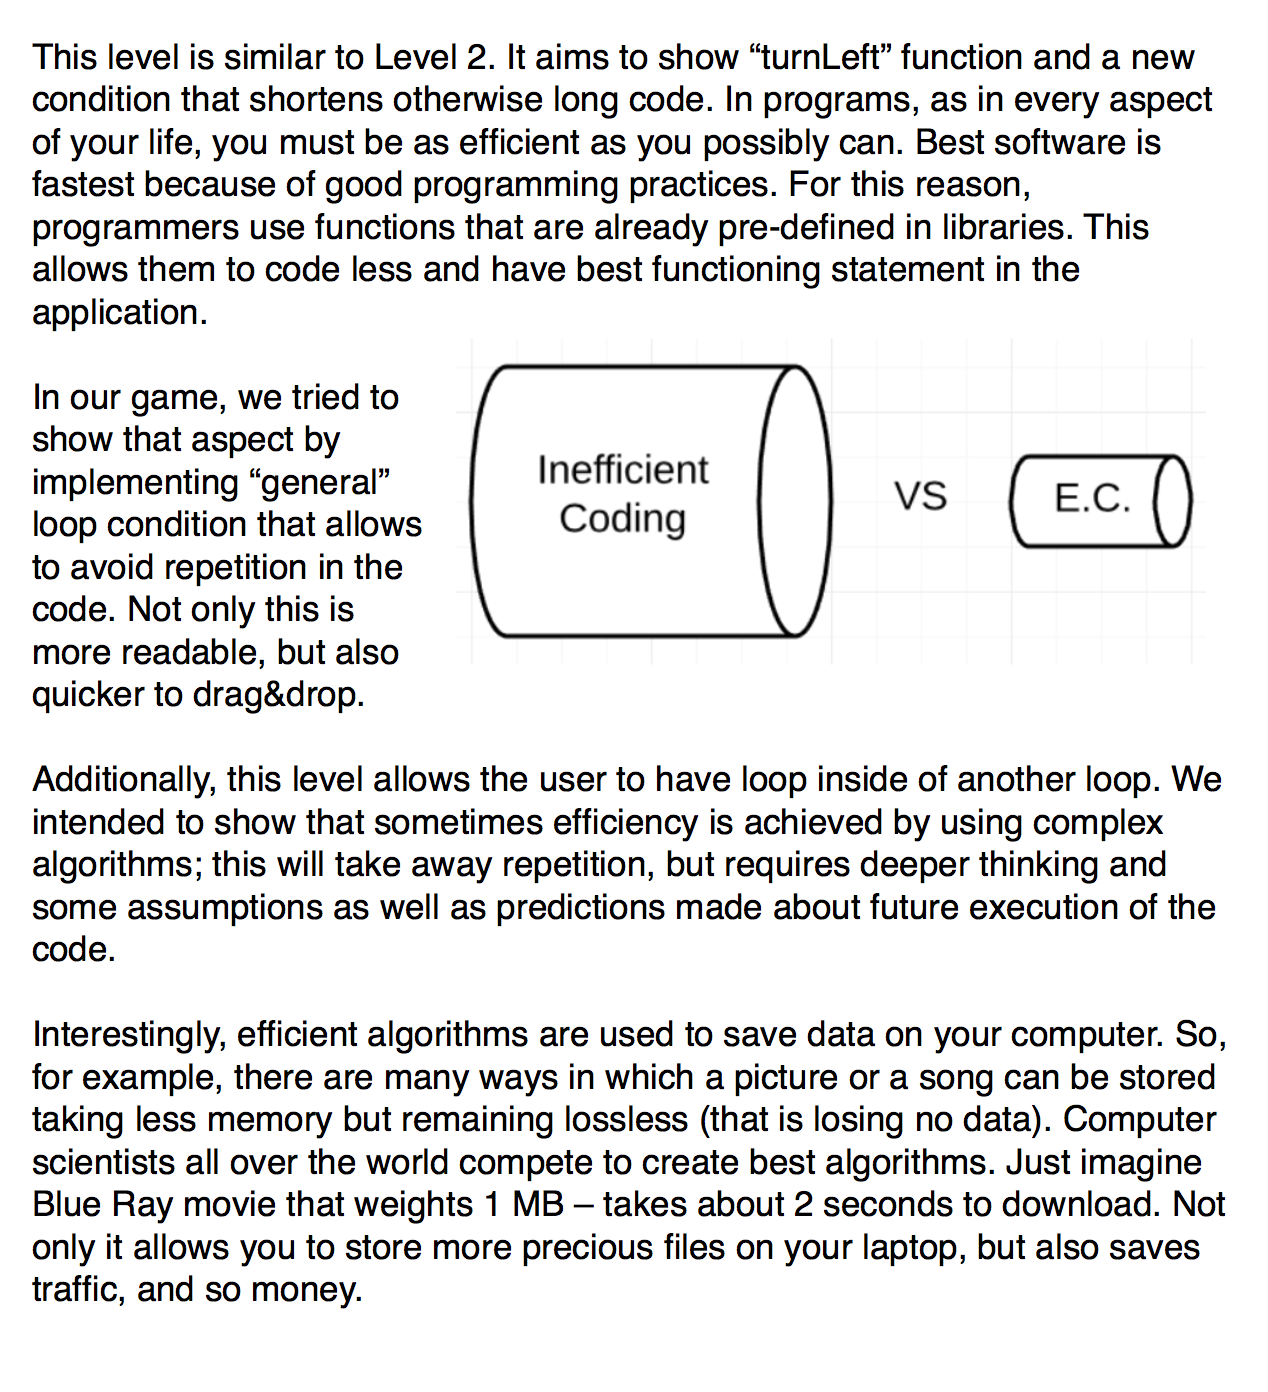 This level is similar to Level 2. It aims to show “turnLeft” function and a new
condition that shortens otherwise long code. In programs, as in every aspect
of your life, you must be as efficient as you possibly can. Best software is
fastest because of good programming practices. For this reason,
programmers use functions that are already pre-defined in libraries. This
allows them to code less and have best functioning statement in the
application.
In our game, we tried to
show that aspect by
implementing “general”
loop condition that allows
to avoid repetition in the
code. Not only this is
more readable, but also
quicker to drag&drop.
Inefficient
Coding
VS
E.C.
Additionally, this level allows the user to have loop inside of another loop. We
intended to show that sometimes efficiency is achieved by using complex
algorithms; this will take away repetition, but requires deeper thinking and
some assumptions as well as predictions made about future execution of the
code.
Interestingly, efficient algorithms are used to save data on your computer. So,
for example, there are many ways in which a picture or a song can be stored
taking less memory but remaining lossless (that is losing no data). Computer
scientists all over the world compete to create best algorithms. Just imagine
Blue Ray movie that weights 1 MB – takes about 2 seconds to download. Not
only it allows you to store more precious files on your laptop, but also saves
traffic, and so money.